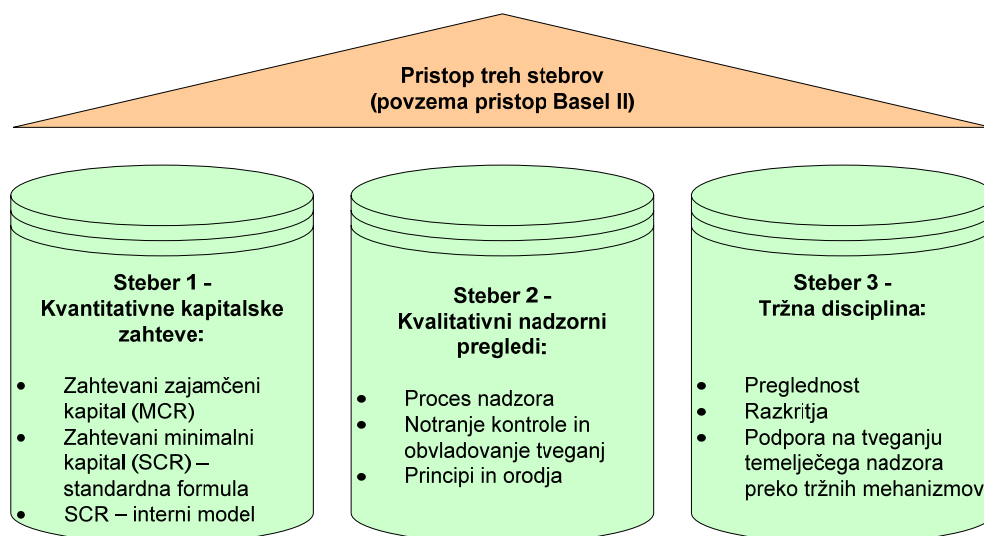 Pristop treh stebrov
(povzema pristop Basel II)
Steber 1 -
Kvantitativne kapitalske
zahteve:
• Zahtevani zajamčeni
kapital (MCR)
• Zahtevani minimalni
kapital (SCR) –
standardna formula
• SCR – interni model
Steber 2 -
Kvalitativni nadzorni
pregledi:
• Proces nadzora
• Notranje kontrole in
obvladovanje tveganj
• Principi in orodja
Steber 3 -
Tržna disciplina:
• Preglednost
• Razkritja
• Podpora na tveganju
temelječega nadzora
preko tržnih mehanizmov